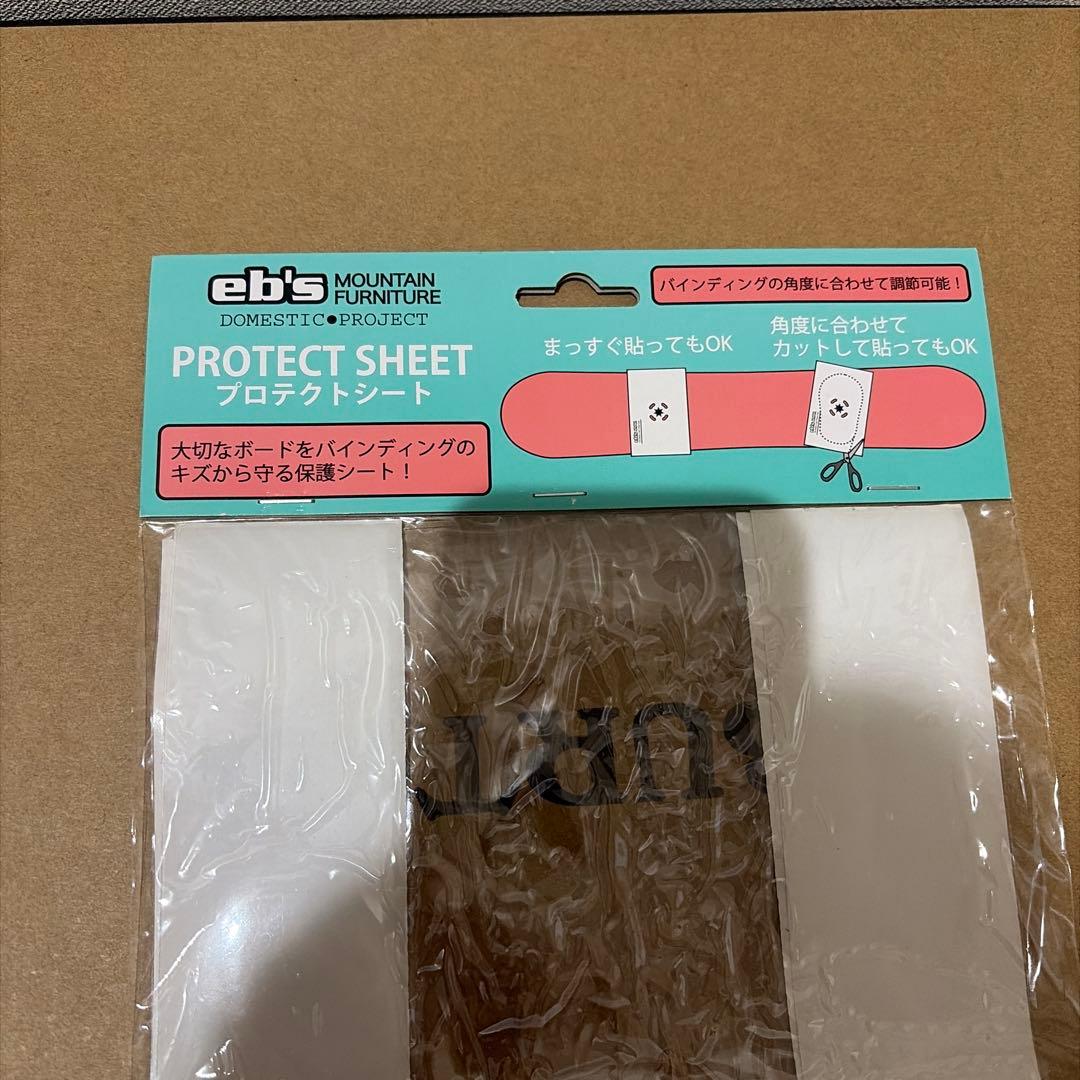 eb's MOUNTAIN
FURNITURE
DOMESTIC●PROJECT
PROTECT SHEET
プロテクトシート
大切なボードをバインディングの
キズから守る保護シート！
バインディングの角度に合わせて調節可能！
まっすぐ貼ってもOK
角度に合わせて
カットして貼ってもOK